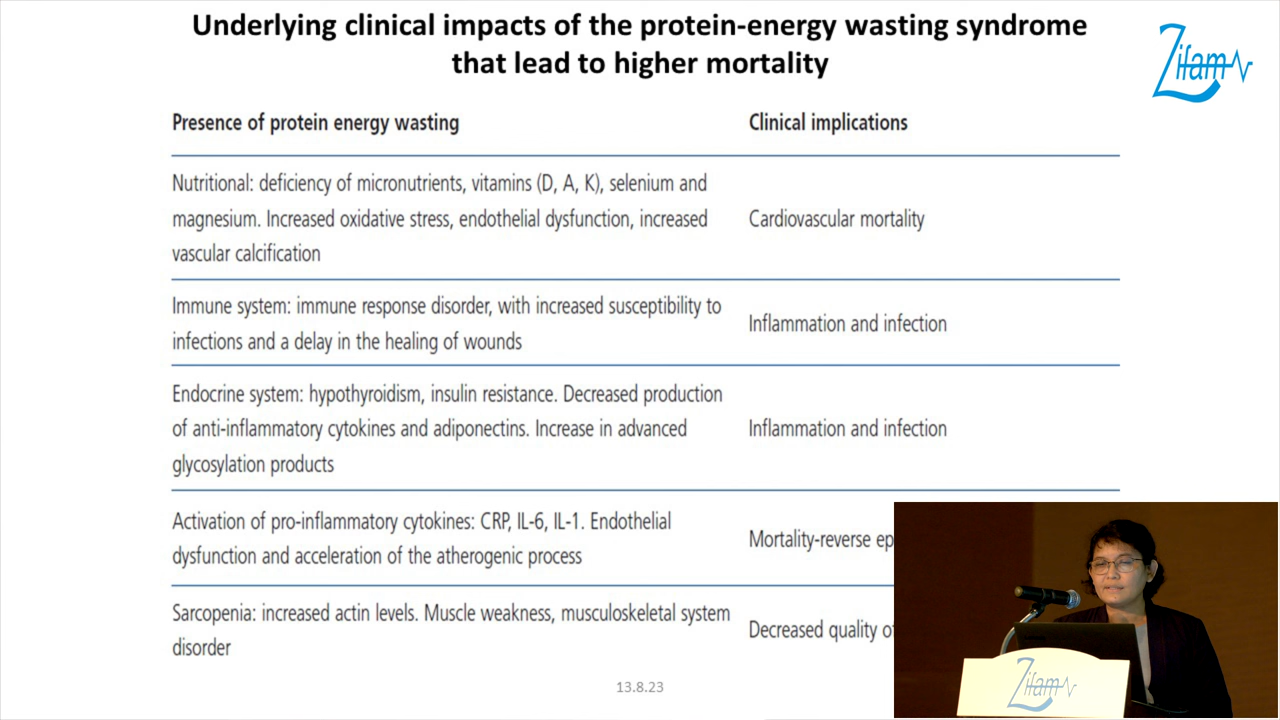 Underlying clinical impacts of the protein-energy wasting syndrome
that lead to higher mortality
Zifam
Presence of protein energy wasting
Clinical implications
Nutritional: deficiency of micronutrients, vitamins (D, A, K), selenium and
magnesium. Increased oxidative stress, endothelial dysfunction, increased
vascular calcification
Cardiovascular mortality
Immune system: immune response disorder, with increased susceptibility to
infections and a delay in the healing of wounds
Inflammation and infection
Endocrine system: hypothyroidism, insulin resistance. Decreased production
of anti-inflammatory cytokines and adiponectins. Increase in advanced
glycosylation products
Inflammation and infection
Activation of pro-inflammatory cytokines: CRP, IL-6, IL-1. Endothelial
dysfunction and acceleration of the atherogenic process
Mortality-reverse ep
Sarcopenia: increased actin levels. Muscle weakness, musculoskeletal system
disorder
Decreased quality
13.8.23
Zifam